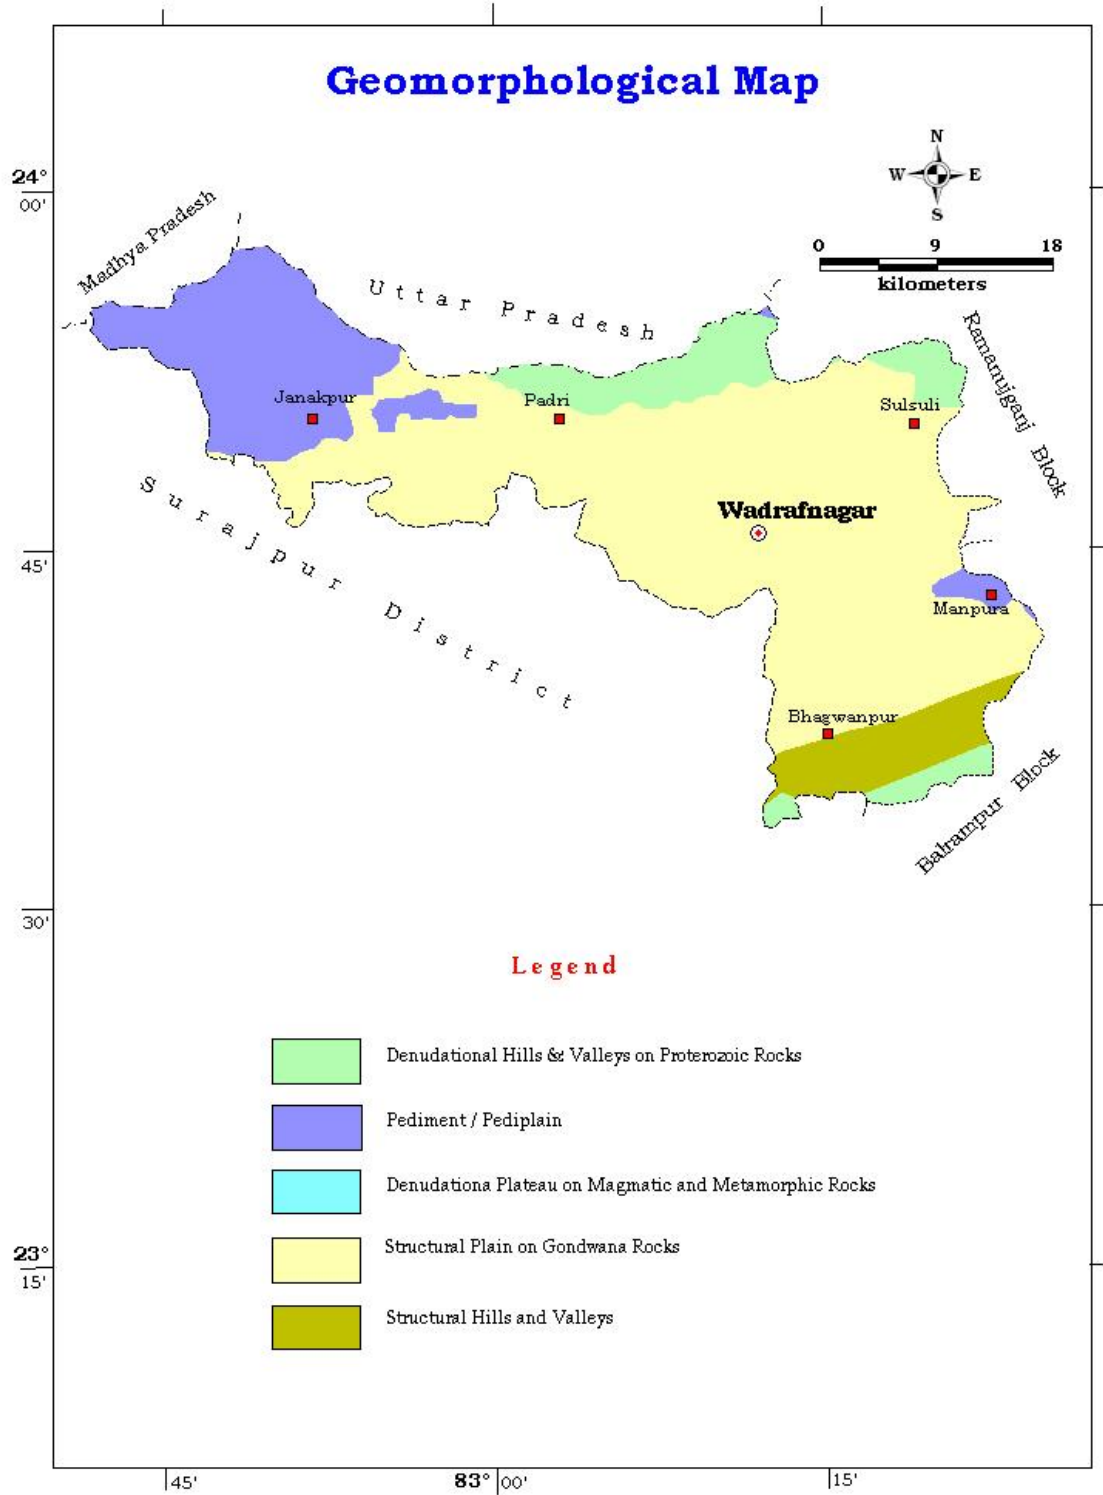 Geomorphological Map
N
W E
S
24°
00'
Madhya Pradesh
0 9 18
kilometers
Uttar Pradesh
Ramanujganj Block
Janakpur
Padri
Sulsuli
Surajpur District
Wadrafnagar
45'
Manpura
Bhagwanpur
Balrampur Block
30'
Legend
Denudational Hills & Valleys on Proterozoic Rocks
Pediment / Pediplain
Denudationa Plateau on Magmatic and Metamorphic Rocks
Structural Plain on Gondwana Rocks
23°
15'
Structural Hills and Valleys
45' 83° 00' 15'